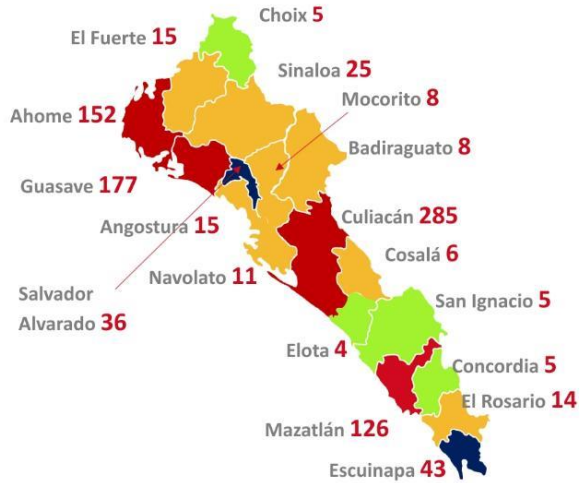 Choix 5
El Fuerte 15
Sinaloa 25
Mocorito 8
Ahome 152
Badiraguato 8
Guasave 177
Culiacán 285
Angostura 15
Cosalá 6
Navolato 11
Salvador
Alvarado 36
San Ignacio 5
Elota 4
Concordia 5
El Rosario 14
Mazatlán 126
Escuinapa 43